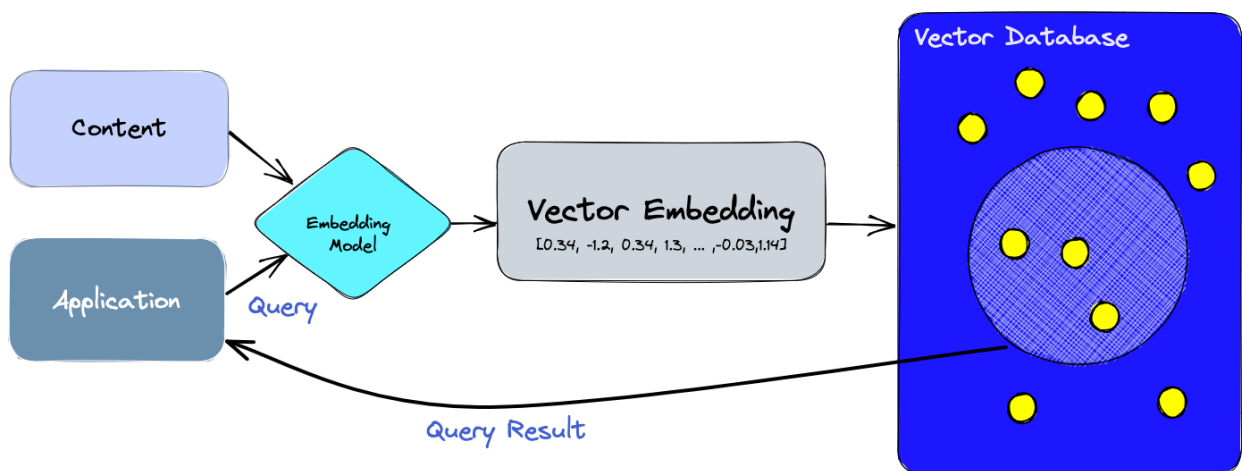 Vector Database
Content
Embedding
Model
Vector Embedding
[0.34, -1.2, 0.34, 1.3, ... ,-0.03,1.14]
Application
Query
Query Result